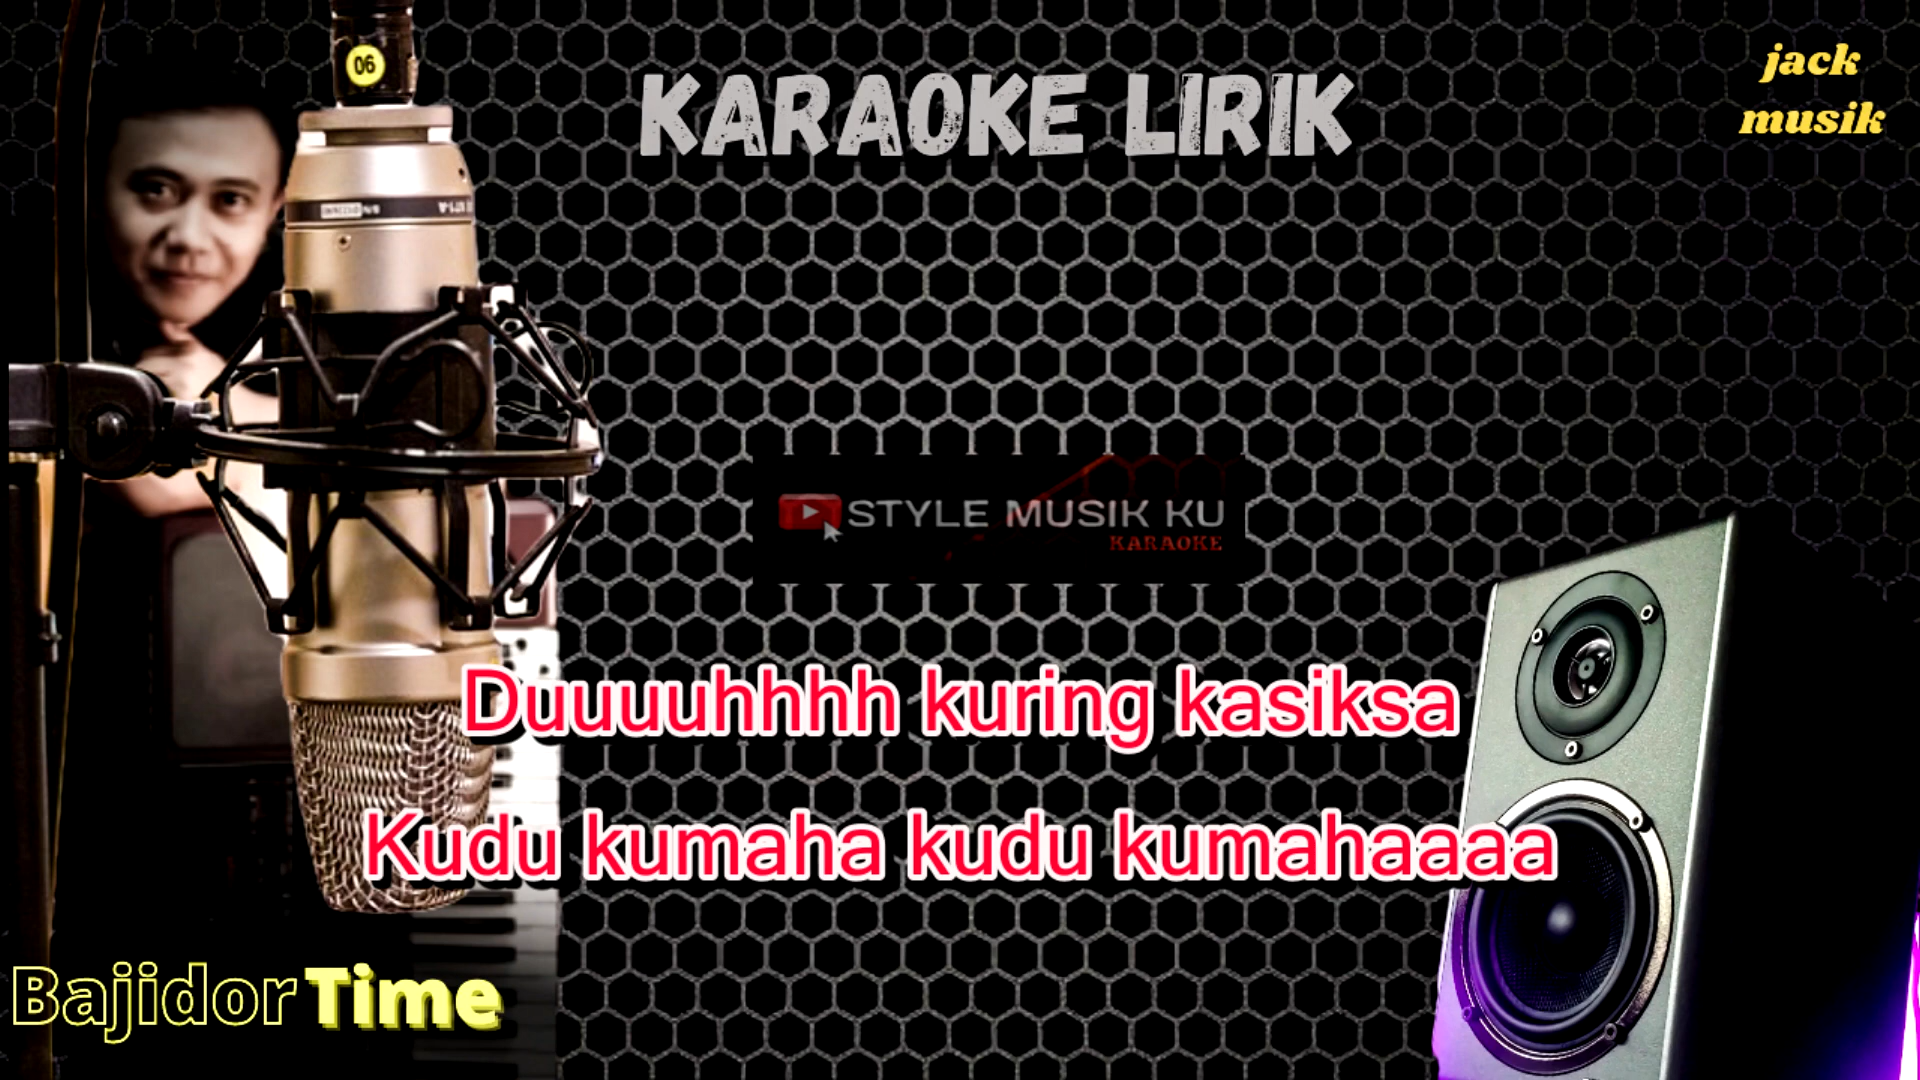 06
KARAOKE LIRIK
jack
musik
STYLE MUSIK KU
KARAOKE
Duuuuhhhh kuring kasiksa
Kudu kumaha kudu kumahaaaa
Bajidor Time